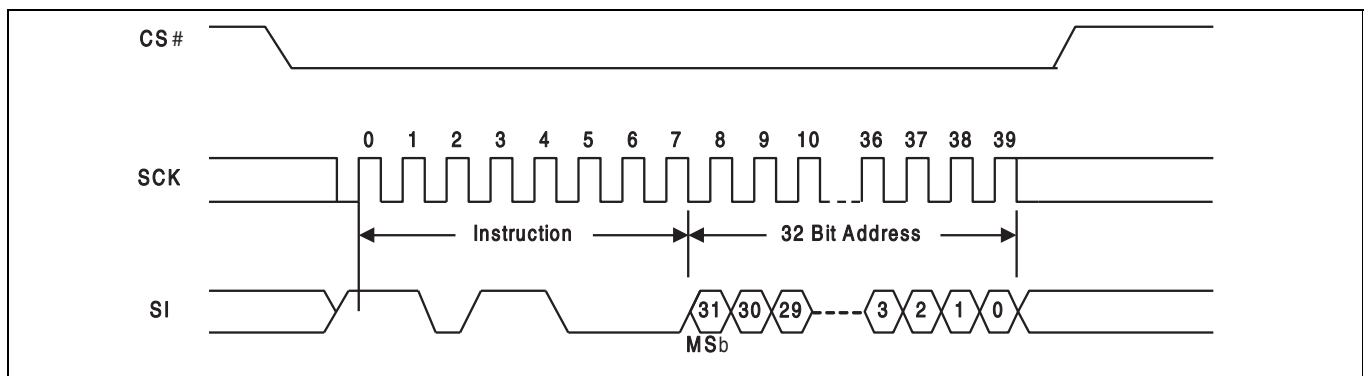 CS#
0 1 2 3 4 5 6 7 8 9 10 36 37 38 39
SCK
Instruction 32 Bit Address
SI 31 30 29 3 2 1 0
MSb